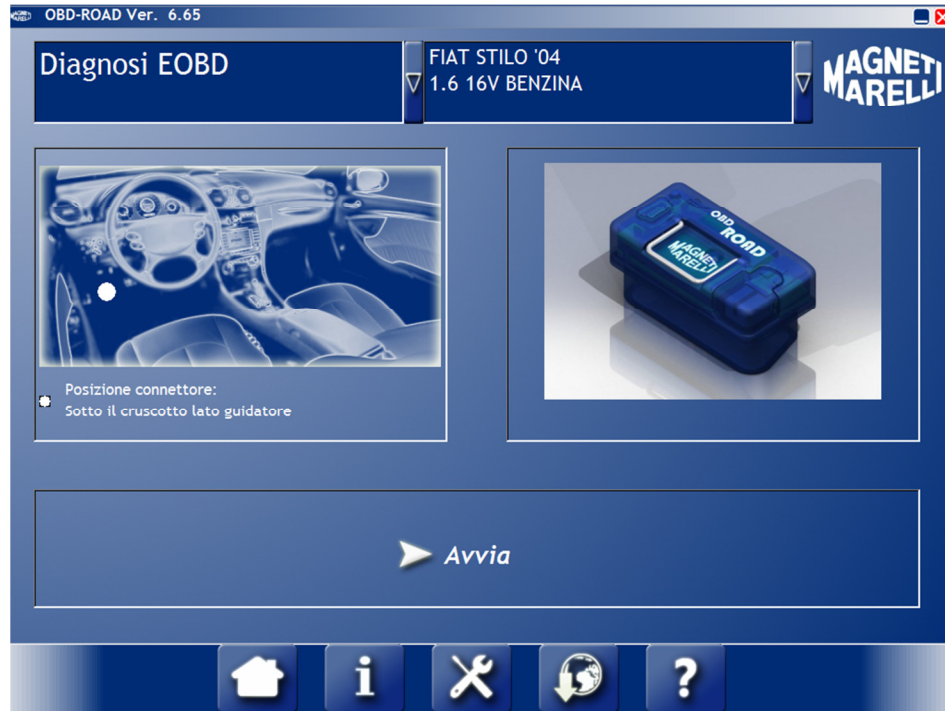 OBD-ROAD Ver. 6.65
Diagnosi EOBD
FIAT STILO '04
1.6 16V BENZINA
MAGNETI
MARELLI
OBD
ROAD
MAGNETI
MARELLI
Posizione connettore:
Sotto il cruscotto lato guidatore
Avvia
i
?